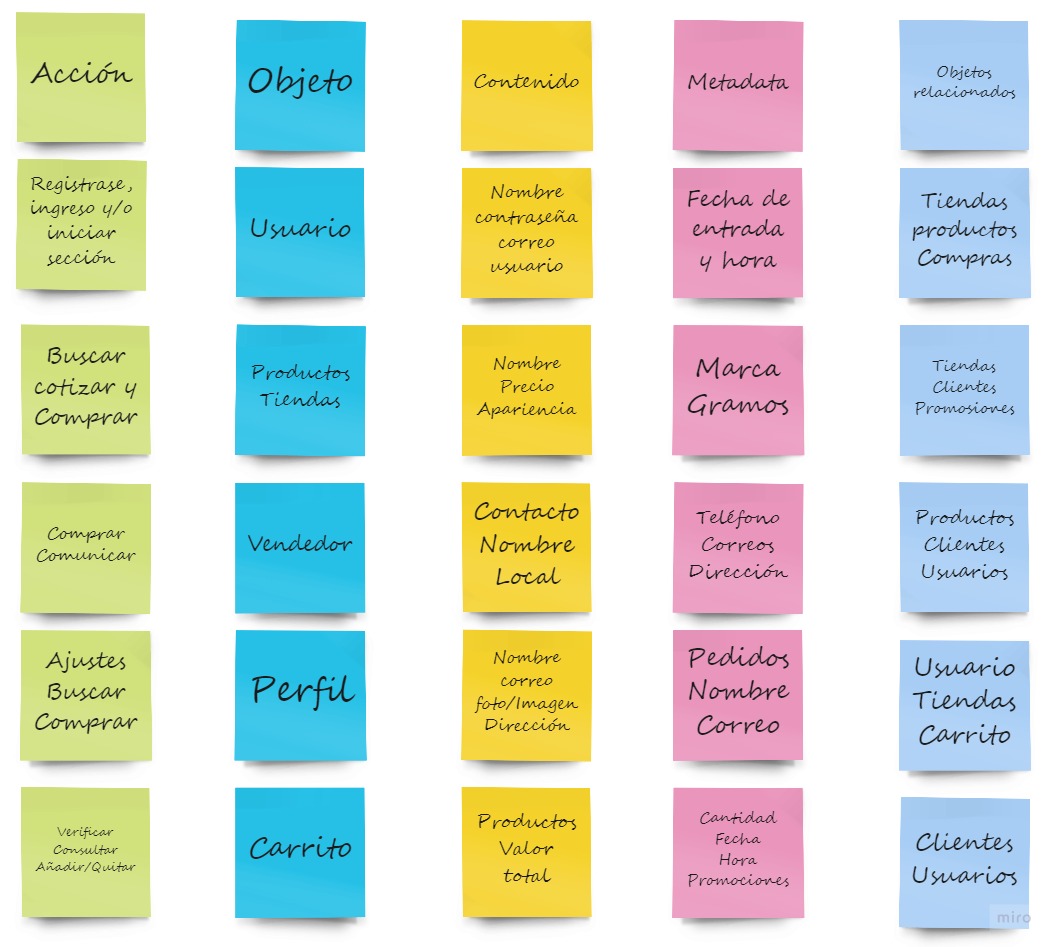 Acción
Objeto
Contenido
Metadata
Objetos
relacionados
Registrase,
ingreso y/o
iniciar
sección
Usuario
Nombre
contraseña
correo
usuario
Fecha de
entrada
y hora
Tiendas
productos
Compras
Buscar
cotizar y
Comprar
Productos
Tiendas
Nombre
Precio
Apariencia
Marca
Gramos
Tiendas
Clientes
Promosiones
Comprar
Comunicar
Vendedor
Contacto
Nombre
Local
Teléfono
Correos
Dirección
Productos
Clientes
Usuarios
Ajustes
Buscar
Comprar
Perfil
Nombre
correo
foto/Imagen
Dirección
Pedidos
Nombre
Correo
Usuario
Tiendas
Carrito
Verificar
Consultar
Añadir/Quitar
Carrito
Productos
Valor
total
Cantidad
Fecha
Hora
Promociones
Clientes
Usuarios
miro